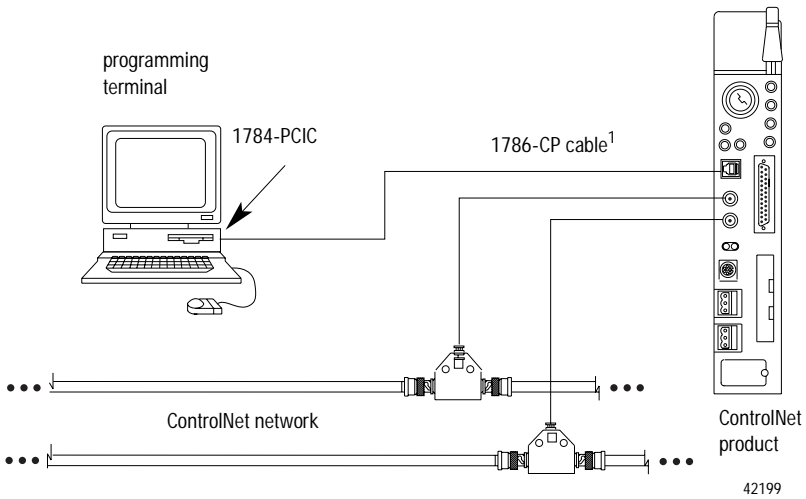 programming
terminal
1784-PCIC
1786-CP cable1
ControlNet network
ControlNet
product
42199